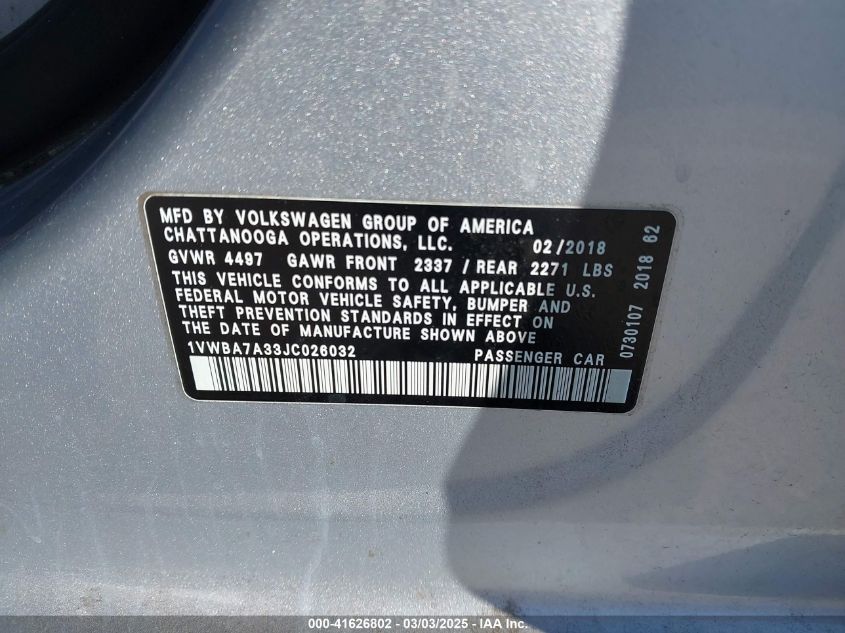 MFD BY VOLKSWAGEN GROUP OF AMERICA
CHATTANOOGA OPERATIONS, LLC. 02/2018
GVWR 4497 GAWR FRONT 2337 / REAR 2271 LBS
THIS VEHICLE CONFORMS TO ALL APPLICABLE U.S.
FEDERAL MOTOR VEHICLE SAFETY, BUMPER AND
THEFT PREVENTION STANDARDS IN EFFECT ON
THE DATE OF MANUFACTURE SHOWN ABOVE
1VWBA7A33JC026032 PASSENGER CAR
0730107 2018 62
000-41626802 - 03/03/2025 - IAA Inc.